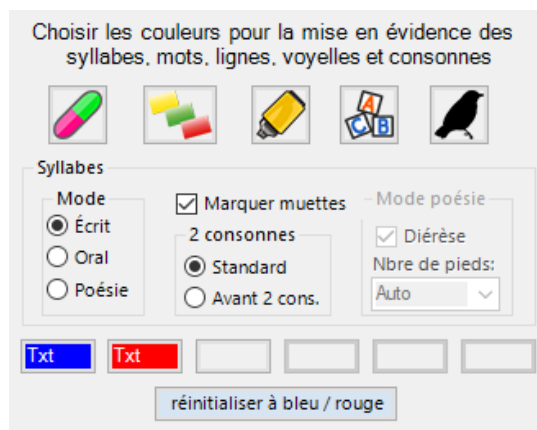 Choisir les couleurs pour la mise en évidence des
syllabes, mots, lignes, voyelles et consonnes
A
C B
Syllabes
Mode
Écrit
Oral
Poésie
Marquer muettes
2 consonnes
Standard
Avant 2 cons.
Mode poésie
Diérèse
Nbre de pieds:
Auto
Txt Txt
réinitialiser à bleu / rouge